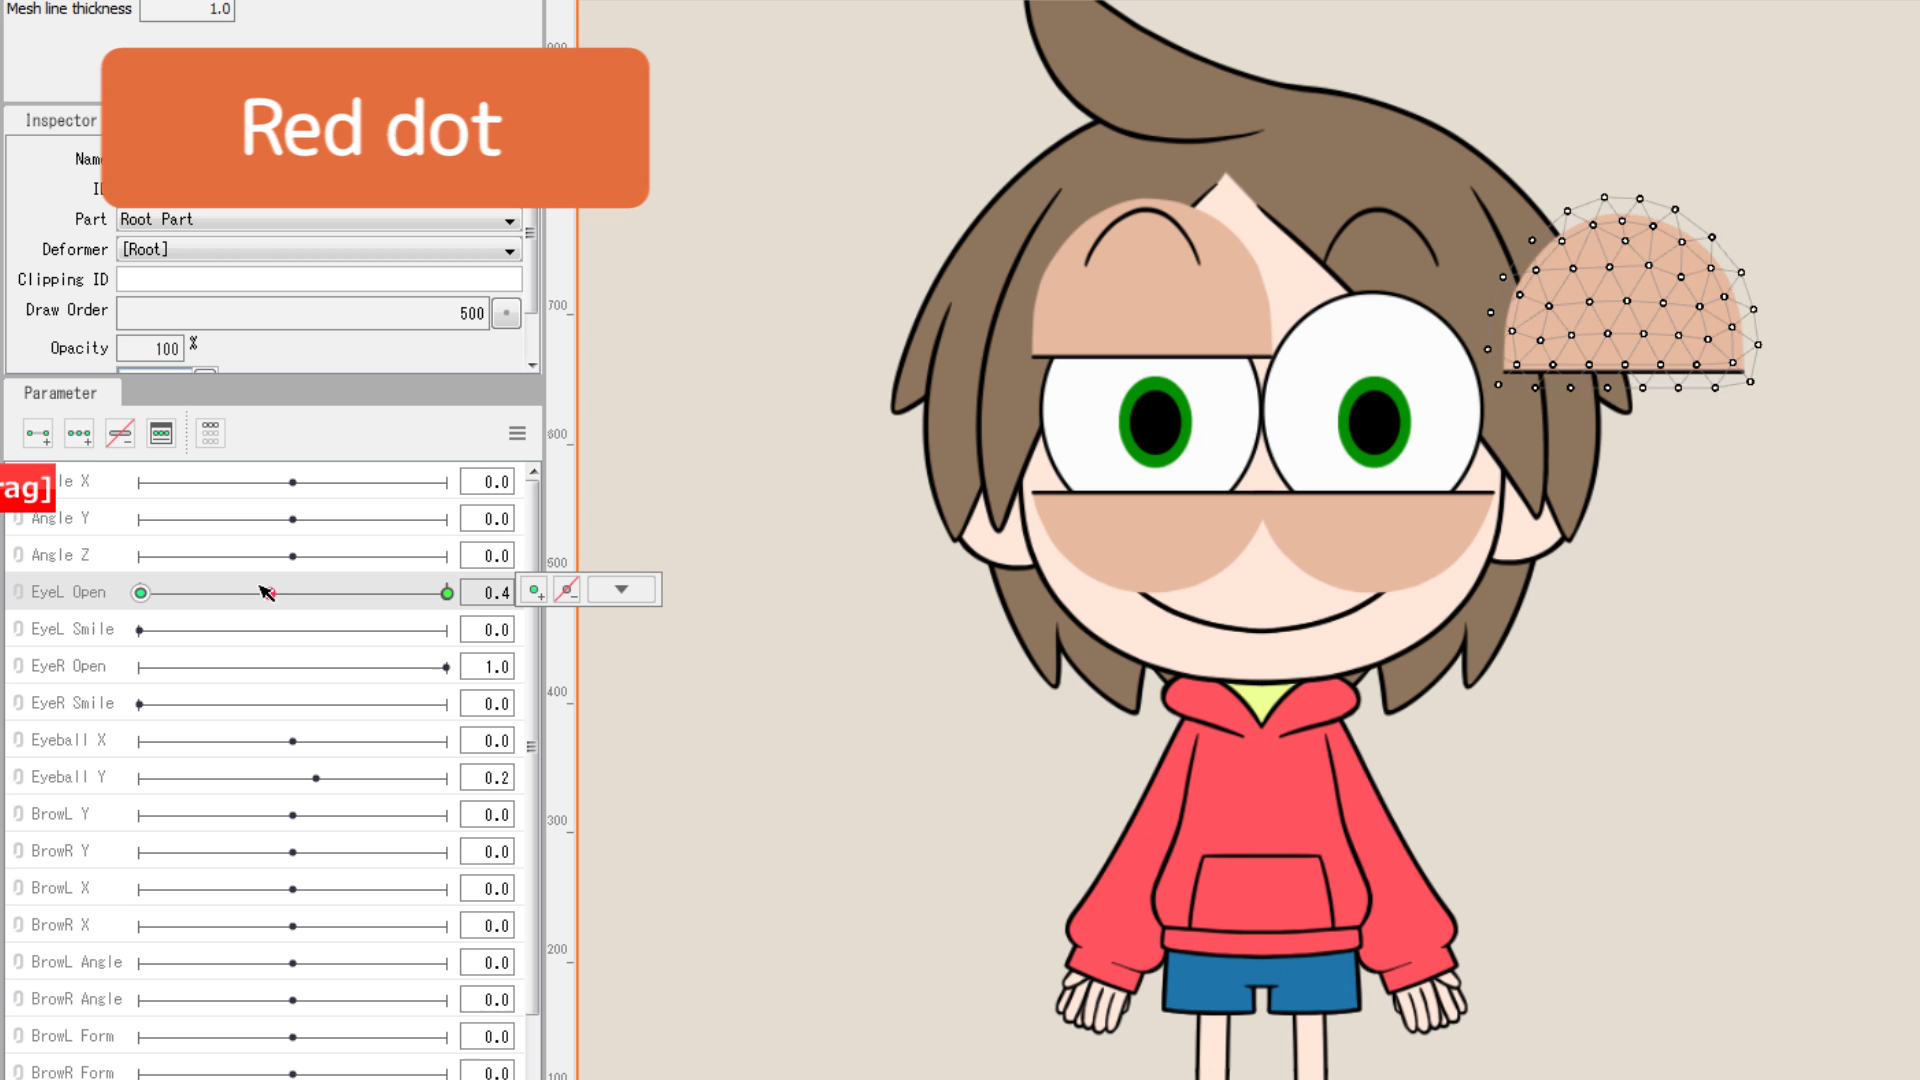 Mesh line thickness 1.0
Red dot
Inspector
Part Root Part
Deformer [Root]
Clipping ID
Draw Order 500
Opacity 100 %
Parameter
rag]
le X 0.0
Angle Y 0.0
Angle Z 0.0
EyeL Open 0.4
EyeL Smile 0.0
EyeR Open 1.0
EyeR Smile 0.0
Eyeball X 0.0
Eyeball Y 0.2
BrowL Y 0.0
BrowR Y 0.0
BrowL X 0.0
BrowR X 0.0
BrowL Angle 0.0
BrowR Angle 0.0
BrowL Form 0.0
BrowR Form 0.0
700
600
500
400
300
200
100